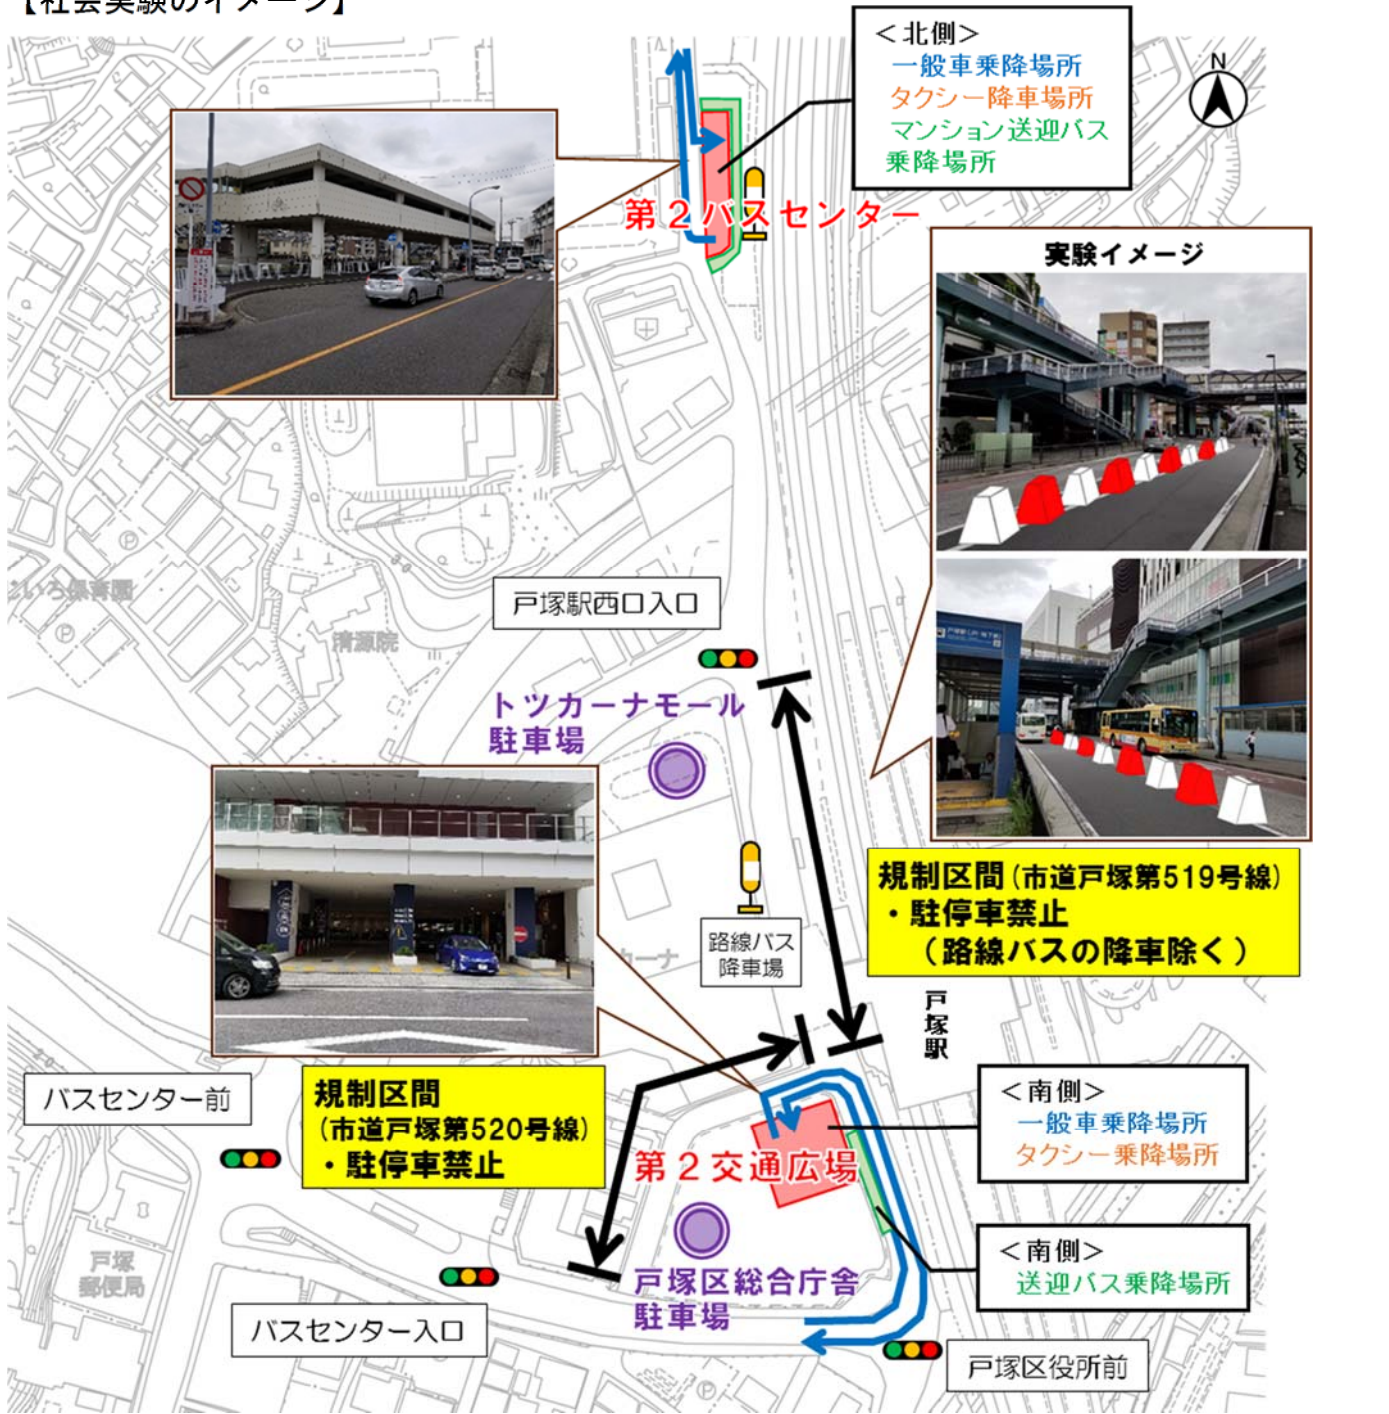 【社会実験のイメージ】
＜北側＞
一般車乗降場所
タクシー降車場所
マンション送迎バス
乗降場所
N
第２バスセンター
実験イメージ
戸塚駅西口入口
清源院
トツカーナモール
駐車場
路線バス
降車場
カーナ
規制区間(市道戸塚第519号線)
・駐停車禁止
（路線バスの降車除く）
戸塚駅
バスセンター前
規制区間
(市道戸塚第520号線)
・駐停車禁止
＜南側＞
一般車乗降場所
タクシー乗降場所
第２交通広場
＜南側＞
送迎バス乗降場所
戸塚
郵便局
戸塚区総合庁舎
駐車場
バスセンター入口
戸塚区役所前